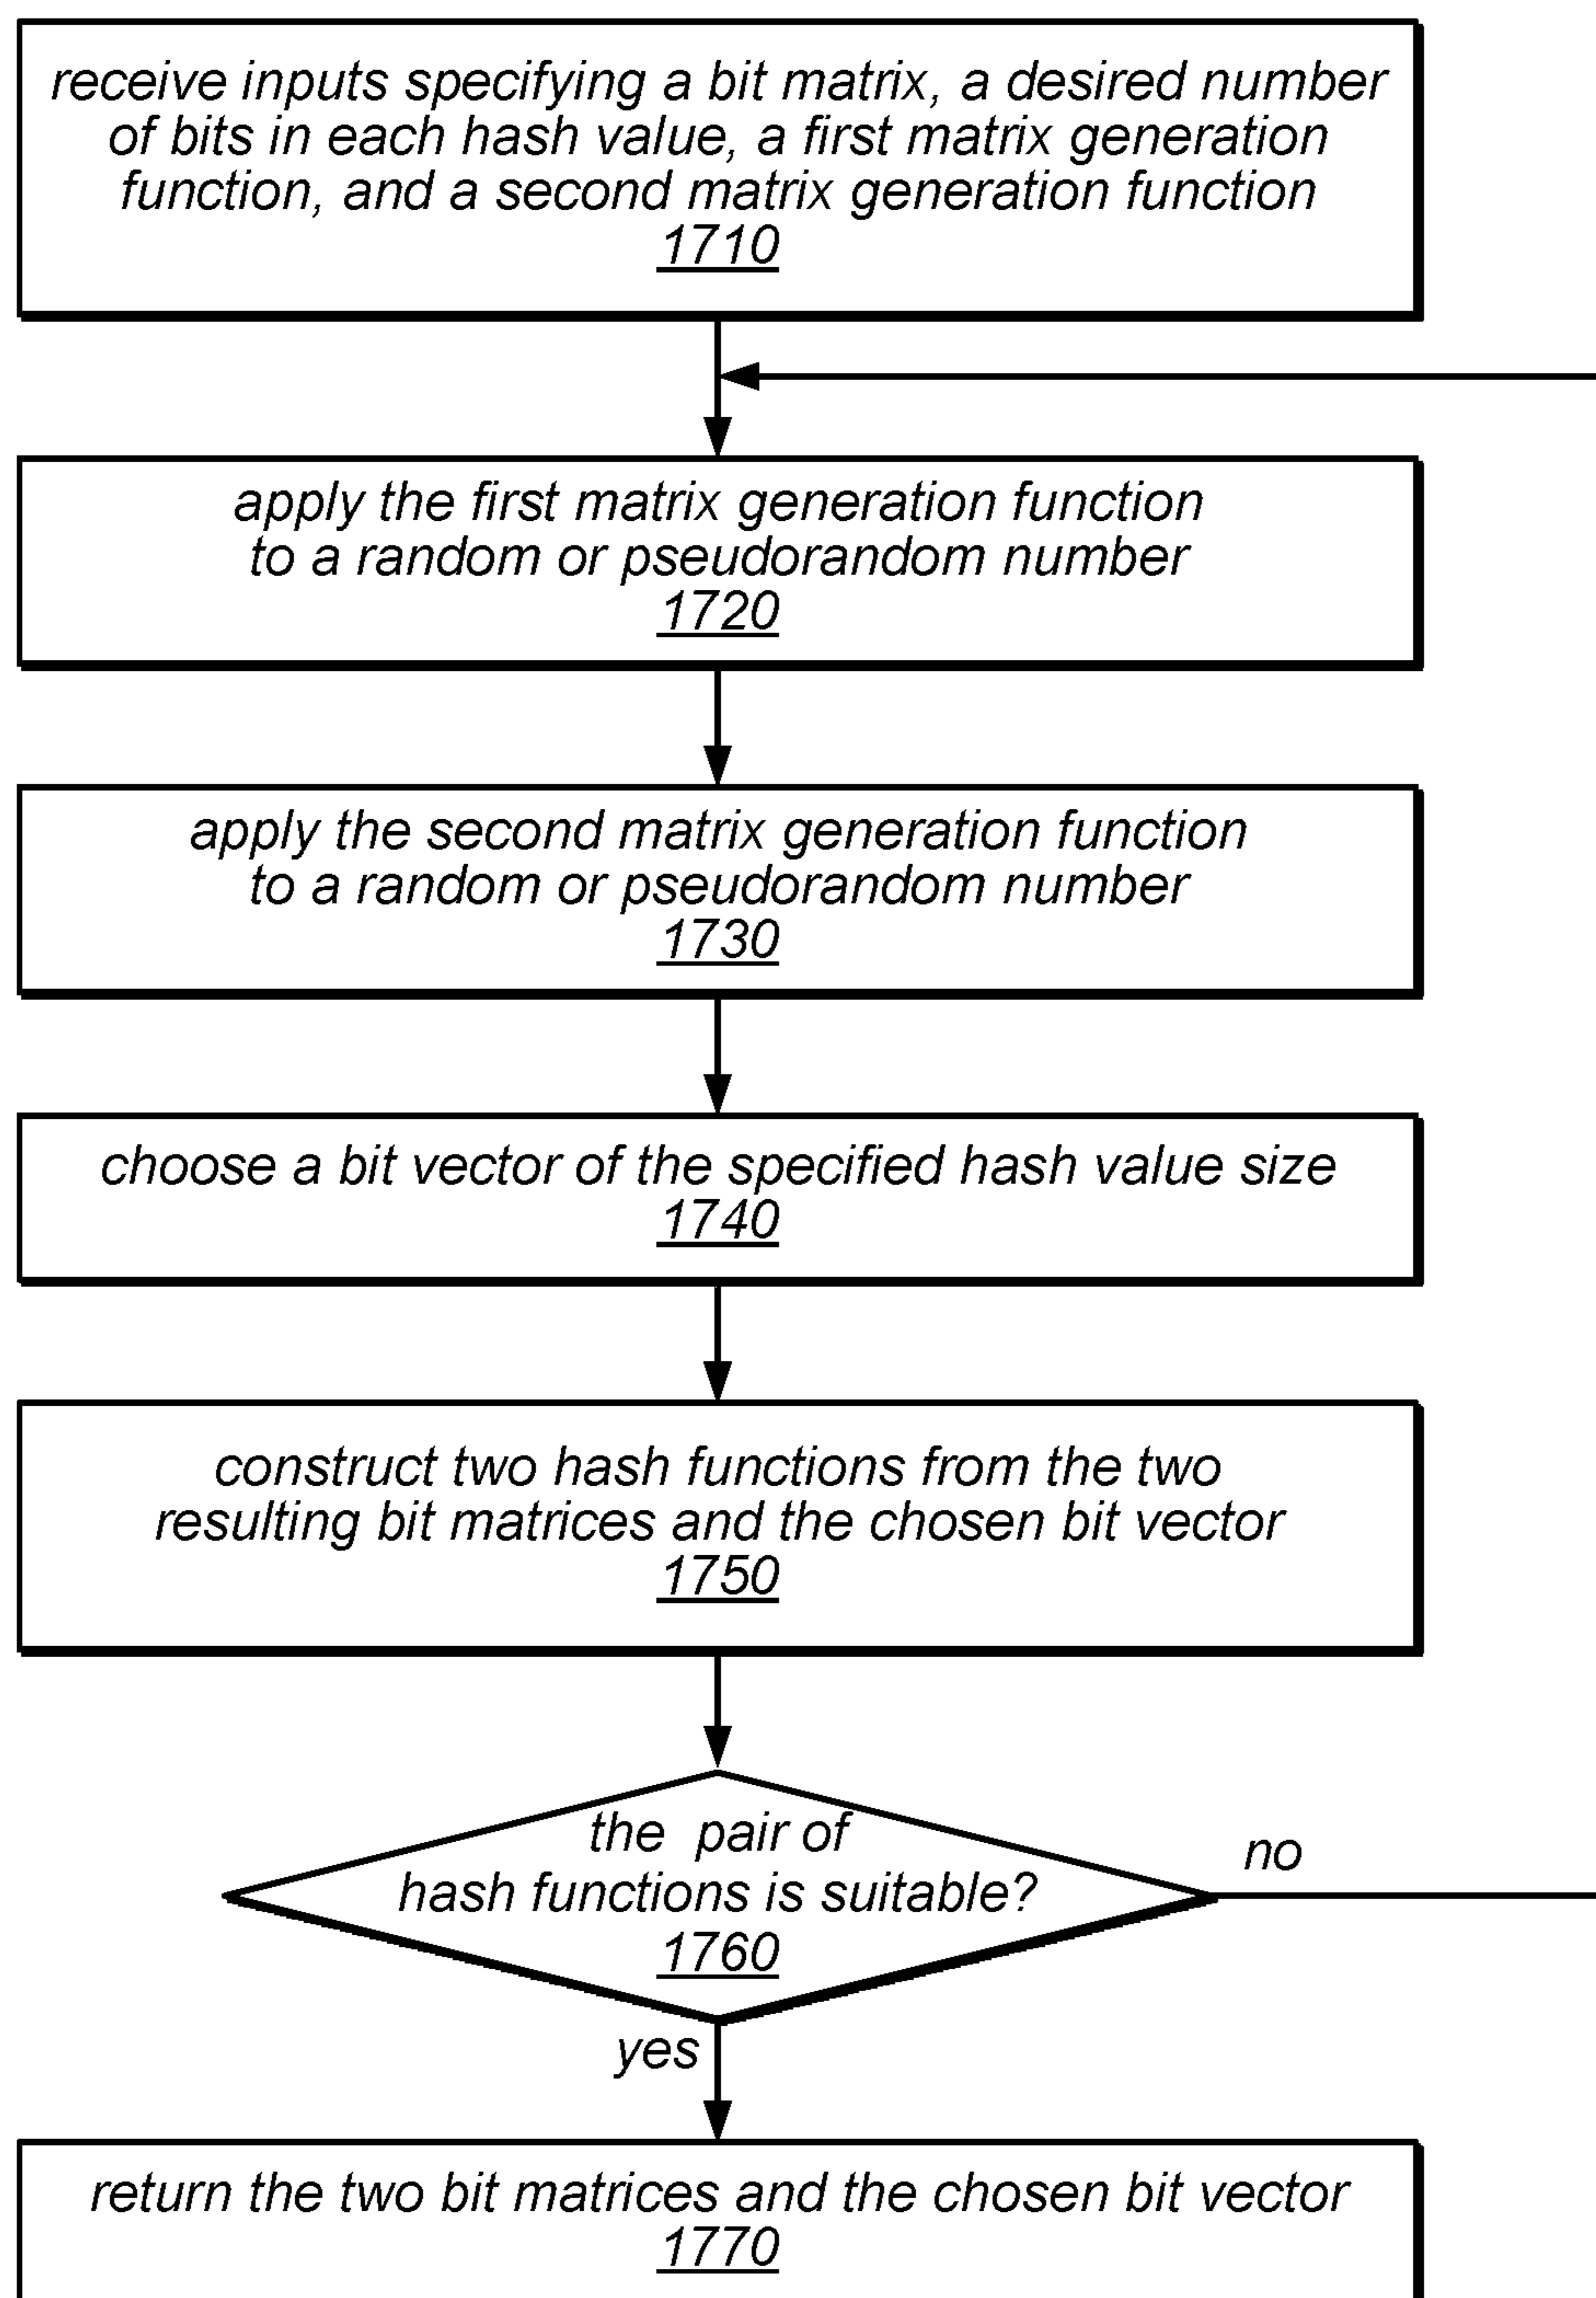 receive inputs specifying a bit matrix, a desired number
of bits in each hash value, a first matrix generation
function, and a second matrix generation function
1710
apply the first matrix generation function
to a random or pseudorandom number
1720
apply the second matrix generation function
to a random or pseudorandom number
1730
choose a bit vector of the specified hash value size
1740
construct two hash functions from the two
resulting bit matrices and the chosen bit vector
1750
the pair of
hash functions is suitable?
1760
no
yes
return the two bit matrices and the chosen bit vector
1770